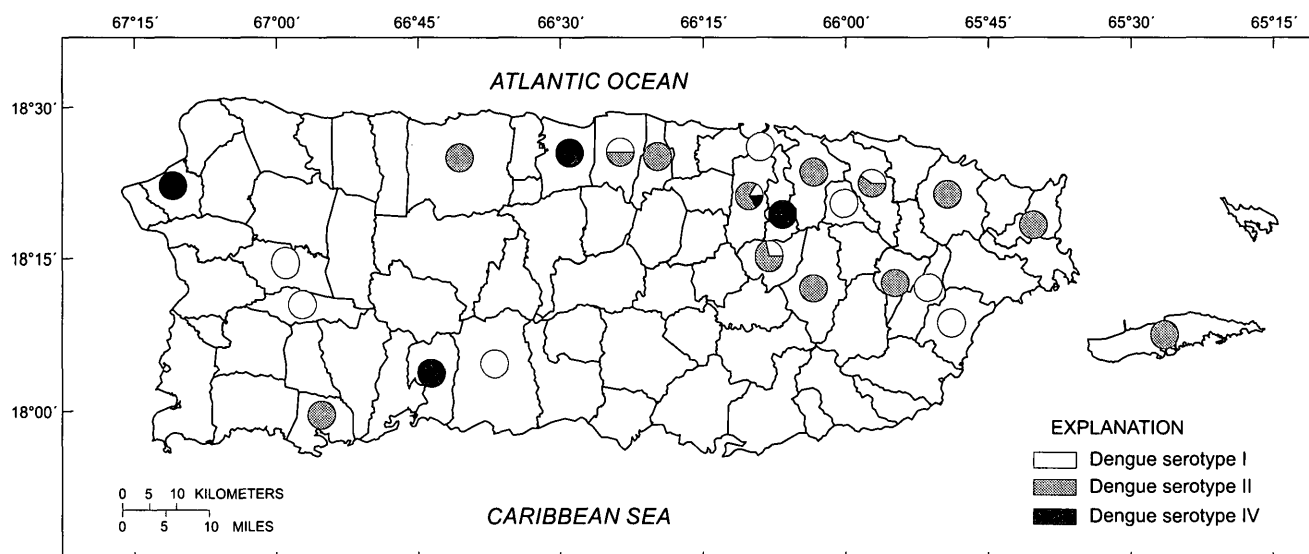 67°15´ 67°00´ 66°45´ 66°30´ 66°15´ 66°00´ 65°45´ 65°30´ 65°15´
ATLANTIC OCEAN
18°30´
18°15´
18°00´
EXPLANATION
Dengue serotype I
Dengue serotype II
Dengue serotype IV
0 5 10 KILOMETERS
0 5 10 MILES
CARIBBEAN SEA